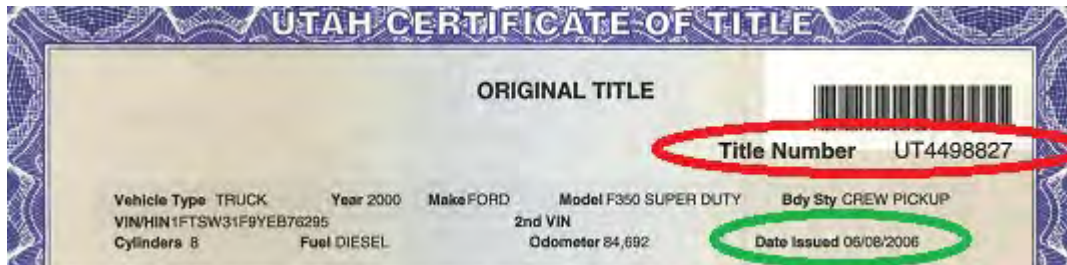 UTAH CERTIFICATE OF TITLE
ORIGINAL TITLE
Title Number UT4498827
Vehicle Type TRUCK Year 2000 Make FORD Model F350 SUPER DUTY Bdy Sty CREW PICKUP
VIN/HIN 1FTSW31F9YEB76295 2nd VIN
Cylinders 8 Fuel DIESEL Odometer 84,692 Date Issued 06/08/2006